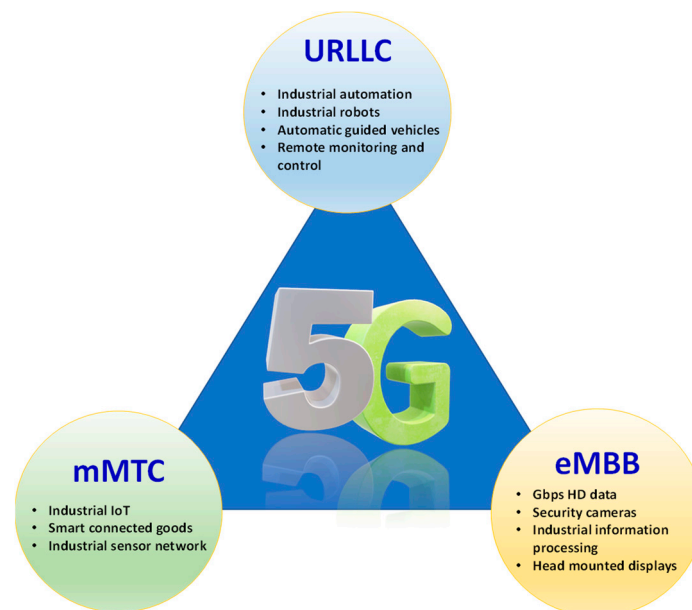 URLLC
• Industrial automation
• Industrial robots
• Automatic guided vehicles
• Remote monitoring and
control
5G
mMTC
• Industrial IoT
• Smart connected goods
• Industrial sensor network
eMBB
• Gbps HD data
• Security cameras
• Industrial information
processing
• Head mounted displays